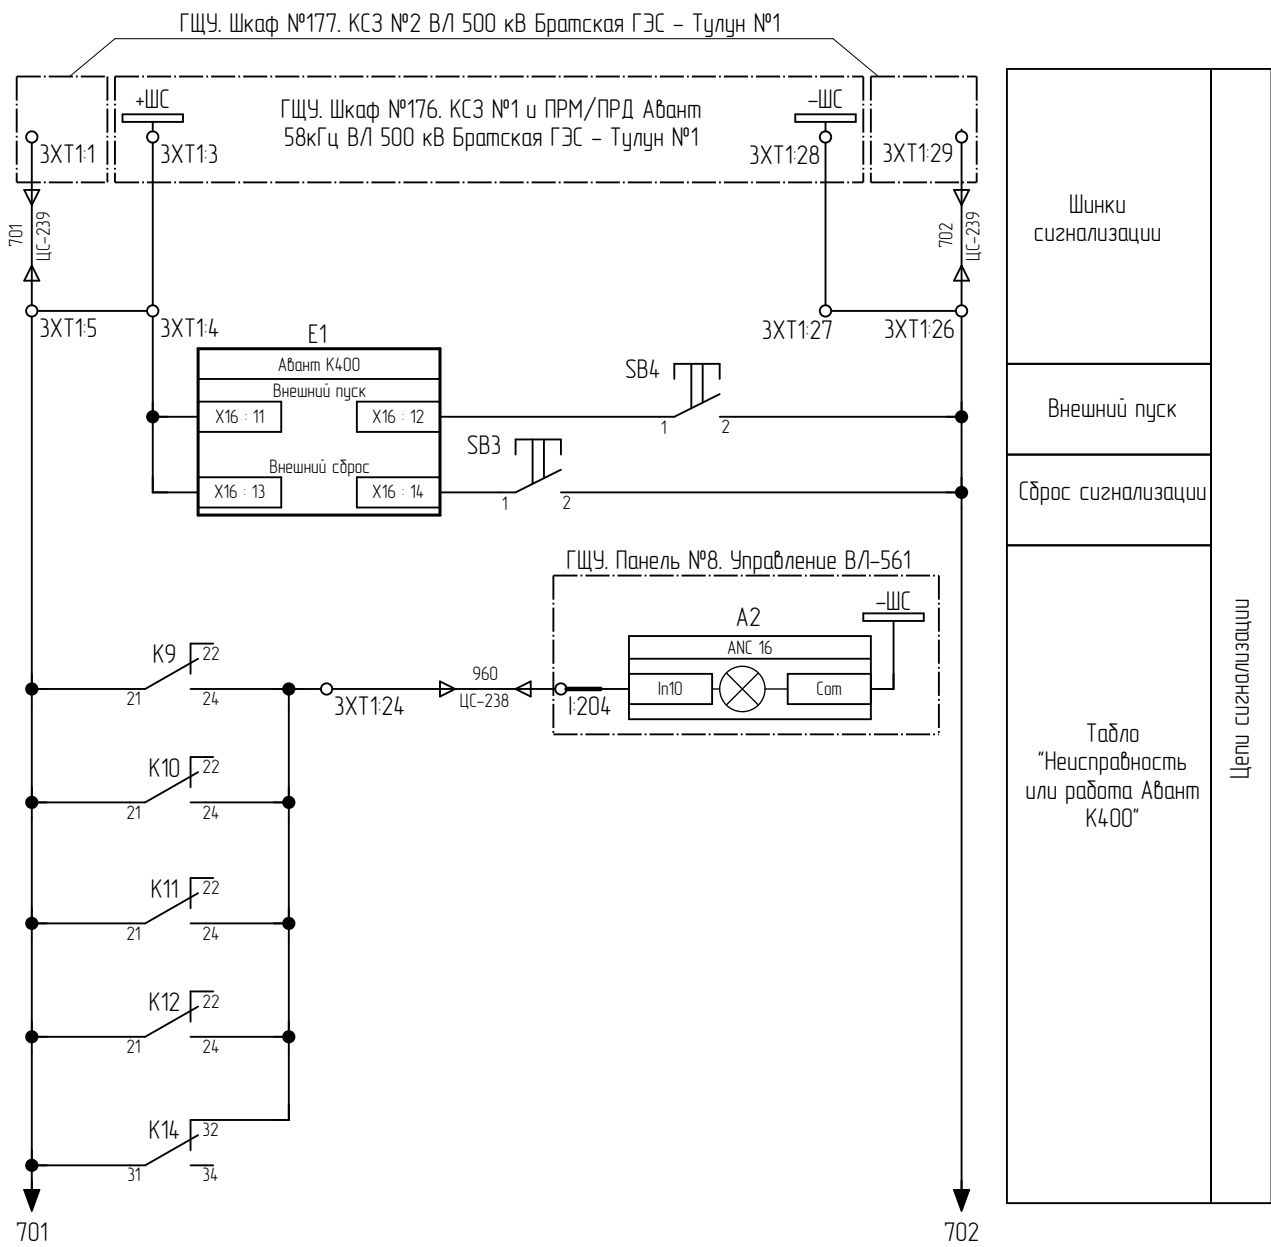 ГЩУ. Шкаф №177. КСЗ №2 ВЛ 500 кВ Братская ГЭС – Тулун №1
+ШС
ГЩУ. Шкаф №176. КСЗ №1 и ПРМ/ПРД Авант
58кГц ВЛ 500 кВ Братская ГЭС – Тулун №1
–ШС
3XT1:1
3XT1:3
3XT1:28
3XT1:29
701
ЦС-239
702
ЦС-239
Шинки
сигнализации
3XT1:5
3XT1:4
3XT1:27
3XT1:26
E1
Авант К400
Внешний пуск
X16 : 11
X16 : 12
SB4
1
2
Внешний пуск
Внешний сброс
X16 : 13
X16 : 14
SB3
1
2
Сброс сигнализации
ГЩУ. Панель №8. Управление ВЛ-561
–ШС
A2
ANC 16
In10
Com
K9
22
21
24
3XT1:24
960
ЦС-238
I:204
K10
22
21
24
Табло
"Неисправность
или работа Авант
К400"
Цепи сигнализации
K11
22
21
24
K12
22
21
24
K14
32
31
34
701
702